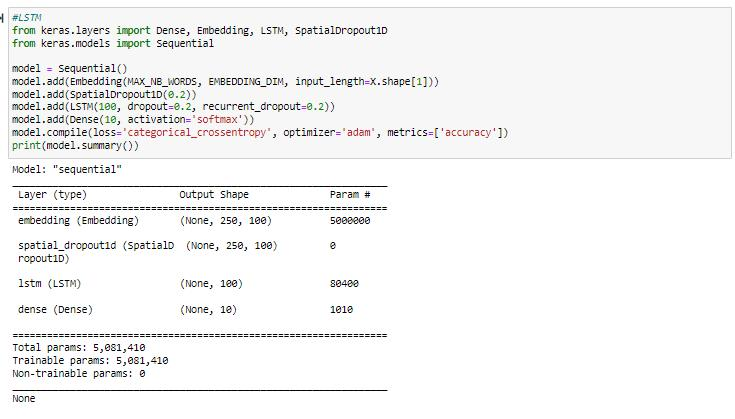 #LSTM
from keras.layers import Dense, Embedding, LSTM, SpatialDropout1D
from keras.models import Sequential
model = Sequential()
model.add(Embedding(MAX_NB_WORDS, EMBEDDING_DIM, input_length=X.shape[1]))
model.add(SpatialDropout1D(0.2))
model.add(LSTM(100, dropout=0.2, recurrent_dropout=0.2))
model.add(Dense(10, activation='softmax'))
model.compile(loss='categorical_crossentropy', optimizer='adam', metrics=['accuracy'])
print(model.summary())
Model: "sequential"
_________________________________________________________________
Layer (type) Output Shape Param #
=================================================================
embedding (Embedding) (None, 250, 100) 5000000
spatial_dropout1d (SpatialD (None, 250, 100) 0
ropout1D)
lstm (LSTM) (None, 100) 80400
dense (Dense) (None, 10) 1010
=================================================================
Total params: 5,081,410
Trainable params: 5,081,410
Non-trainable params: 0
_________________________________________________________________
None